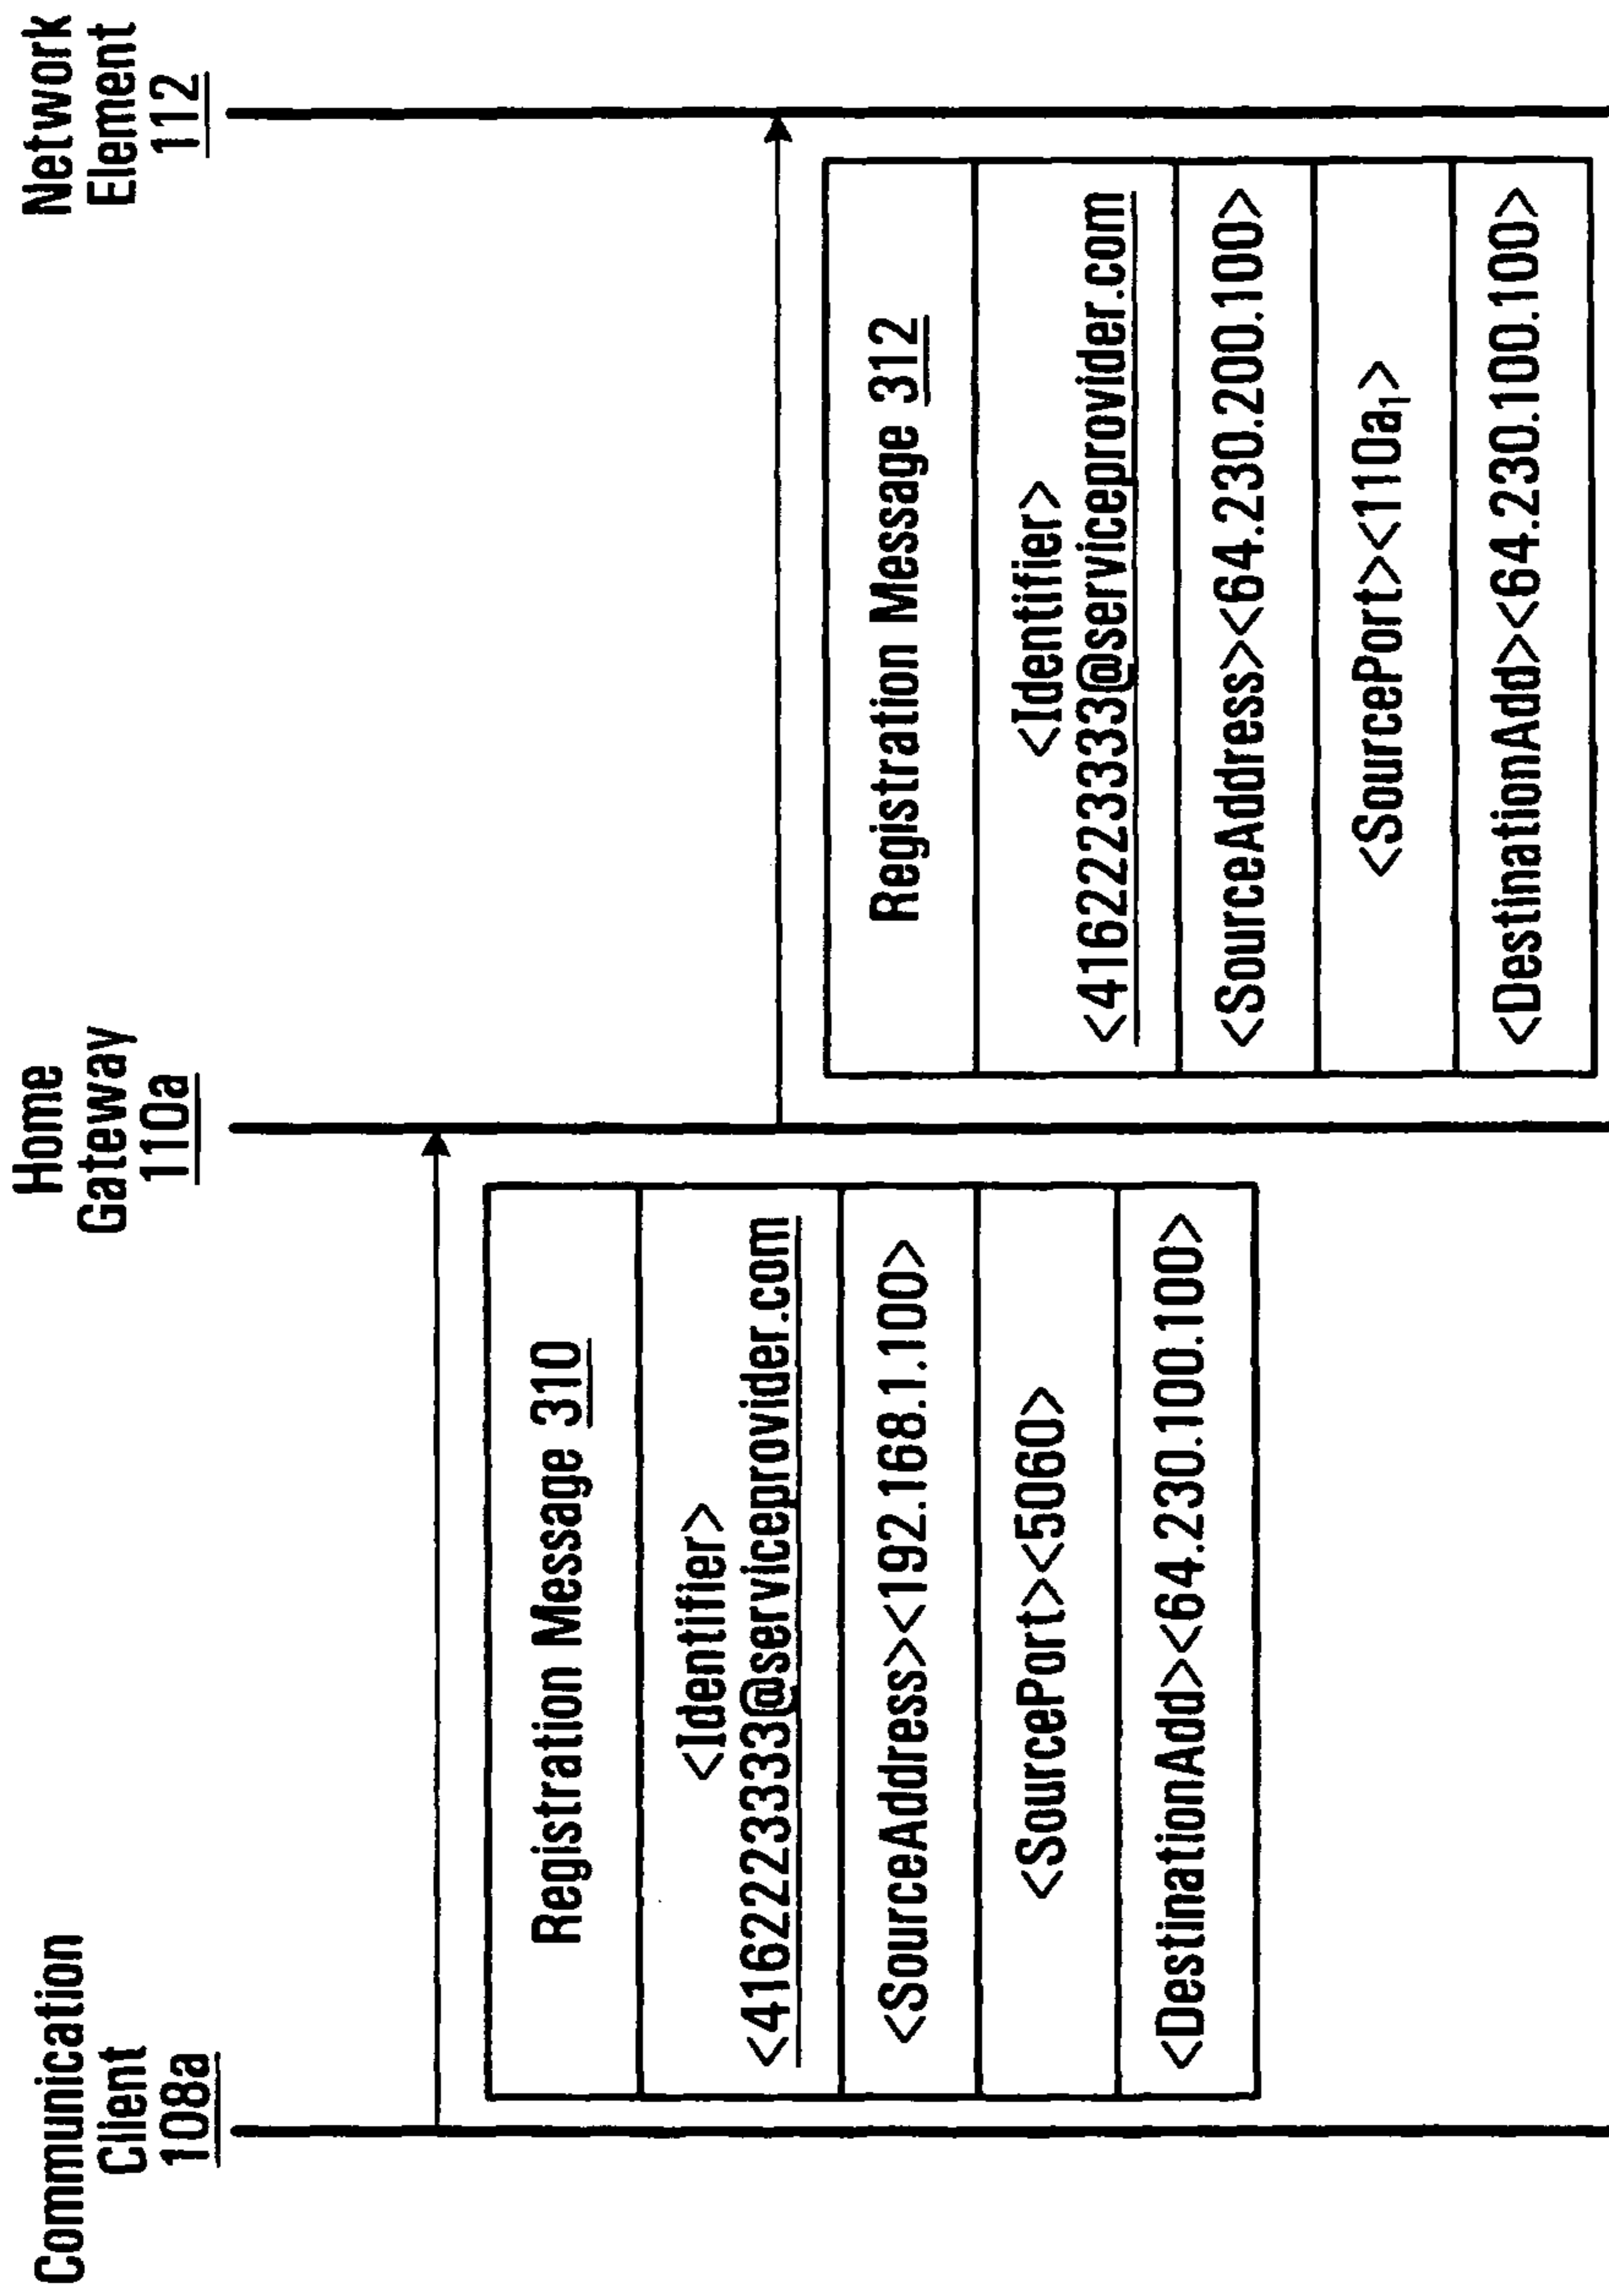 Communication
Client
108a
Home
Gateway
110a
Network
Element
112
Registration Message 310
<Identifier>
<4162223333@serviceprovider.com
<SourceAddress><192.168.1.100>
<SourcePort><5060>
<DestinationAdd><64.230.100.100>
Registration Message 312
<Identifier>
<4162223333@serviceprovider.com
<SourceAddress><64.230.200.100>
<SourcePort><110a₁>
<DestinationAdd><64.230.100.100>